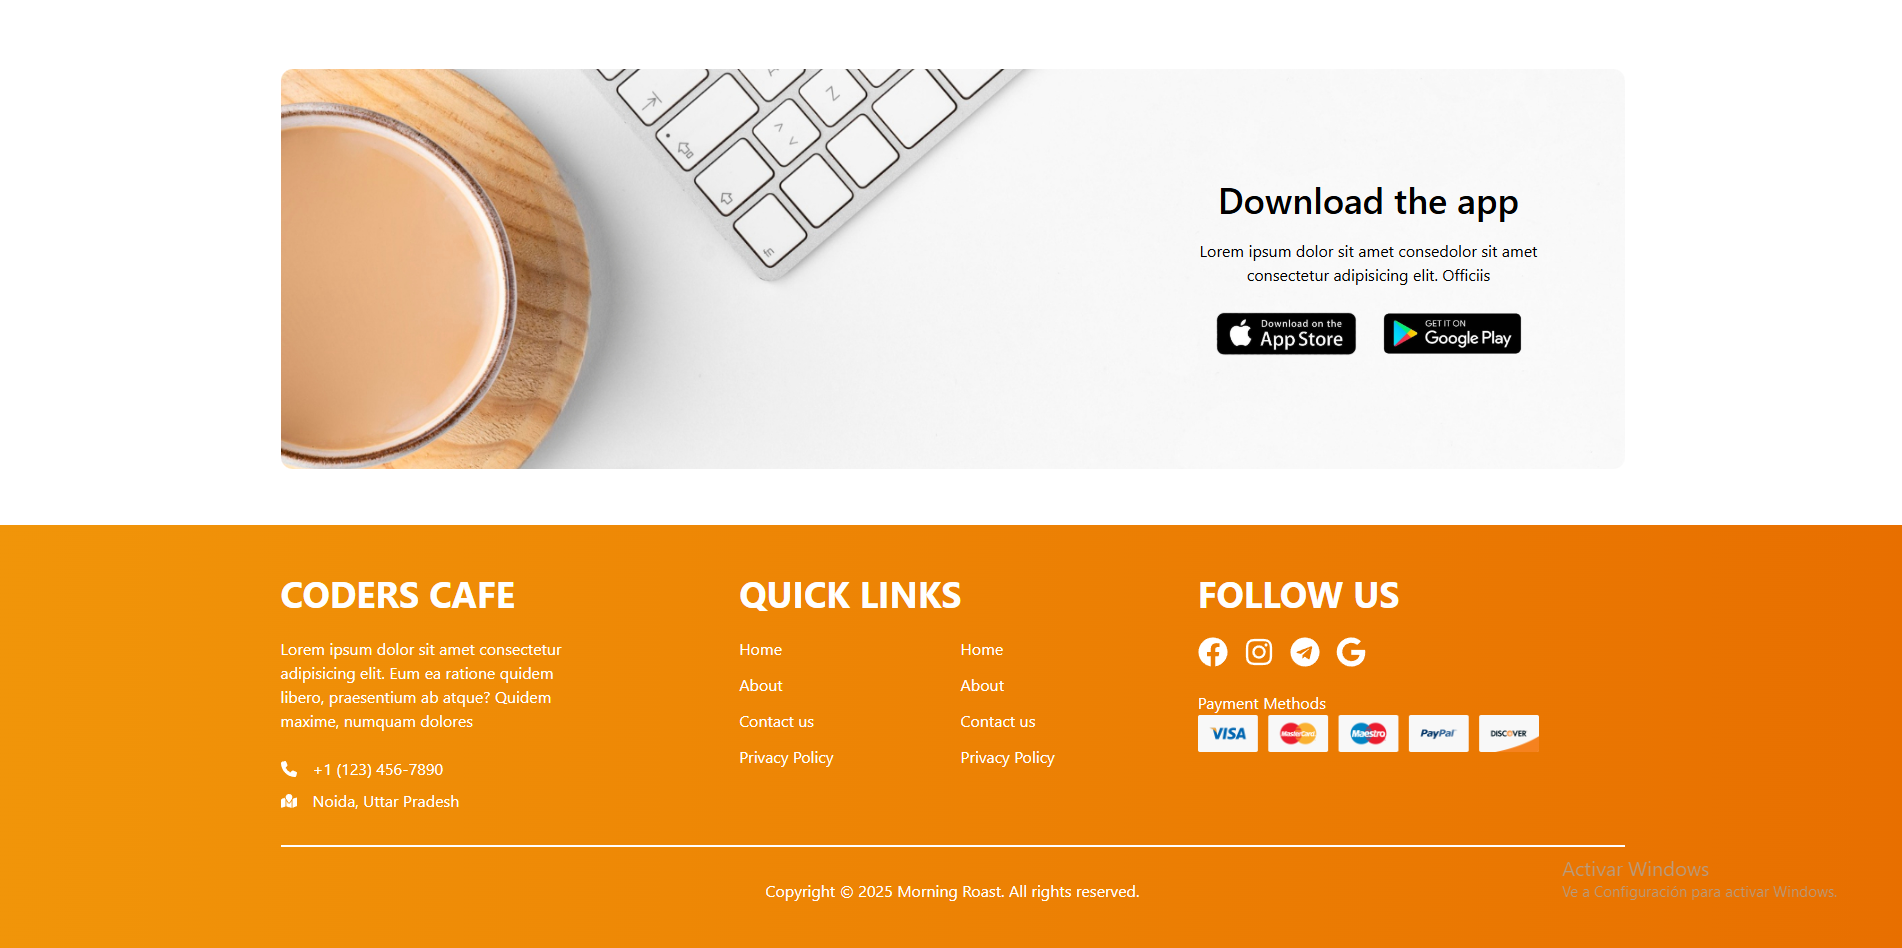 Download the app
Lorem ipsum dolor sit amet consedolor sit amet
consectetur adipisicing elit. Officiis
Download on the
App Store
GET IT ON
Google Play
CODERS CAFE
Lorem ipsum dolor sit amet consectetur
adipisicing elit. Eum ea ratione quidem
libero, praesentium ab atque? Quidem
maxime, numquam dolores
+1 (123) 456-7890
Noida, Uttar Pradesh
QUICK LINKS
Home
About
Contact us
Privacy Policy
Home
About
Contact us
Privacy Policy
FOLLOW US
Payment Methods
VISA
MasterCard
Maestro
PayPal
DISCOVER
Copyright © 2025 Morning Roast. All rights reserved.
Activar Windows
Ve a Configuración para activar Windows.
fn
Z